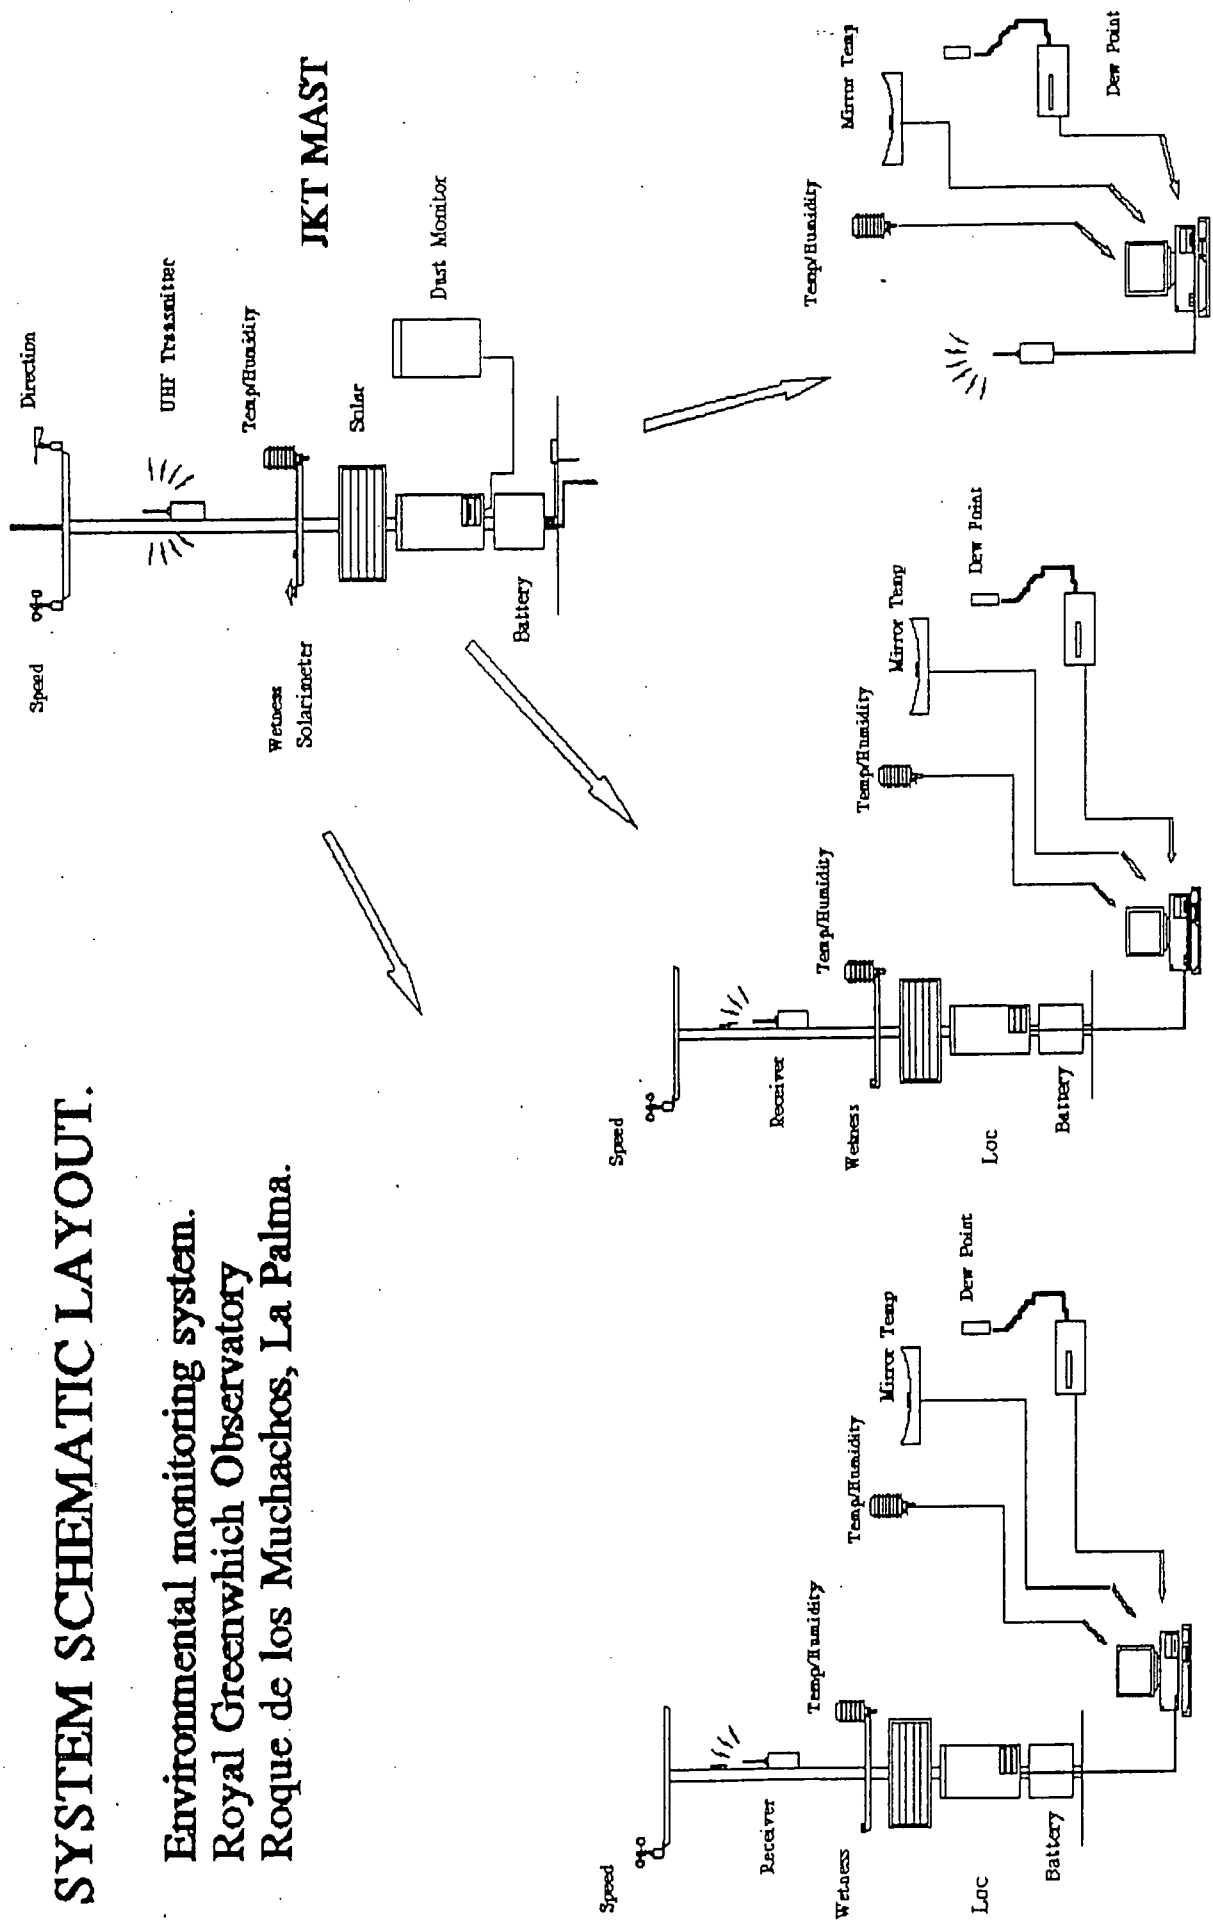 SYSTEM SCHEMATIC LAYOUT.
Environmental monitoring system.
Royal Greenwhich Observatory
Roque de los Muchachos, La Palma.
JKT MAST
Speed
Direction
UHF Transmitter
Temp/Humidity
Wetness
Solarimeter
Solar
Dust Monitor
Battery
Speed
Receiver
Temp/Humidity
Wetness
Loc
Battery
Temp/Humidity
Mirror Temp
Dew Point
Speed
Receiver
Temp/Humidity
Wetness
Loc
Battery
Temp/Humidity
Mirror Temp
Dew Point
Temp/Humidity
Mirror Temp
Dew Point